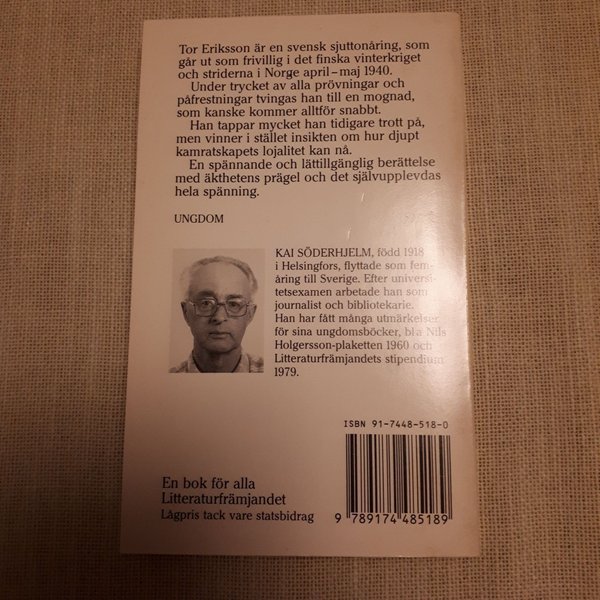 Tor Eriksson är en svensk sjuttonåring, som
går ut som frivillig i det finska vinterkriget
och striderna i Norge april–maj 1940.
Under trycket av alla prövningar och
påfrestningar tvingas han till en mognad,
som kanske kommer alltför snabbt.
Han tappar mycket han tidigare trott på,
men vinner i stället insikten om hur djupt
kamratskapets lojalitet kan nå.
En spännande och lättillgänglig berättelse
med äkthetens prägel och det självupplevdas
hela spänning.
UNGDOM
KAI SÖDERHJELM, född 1918
i Helsingfors, flyttade som fem-
åring till Sverige. Efter universi-
tetsexamen arbetade han som
journalist och bibliotekarie.
Han har fått många utmärkelser
för sina ungdomsböcker, bl a Nils
Holgersson-plaketten 1960 och
Litteraturfrämjandets stipendium
1979.
ISBN 91-7448-518-0
En bok för alla
Litteraturfrämjandet
Lågpris tack vare statsbidrag
9 789174 485189